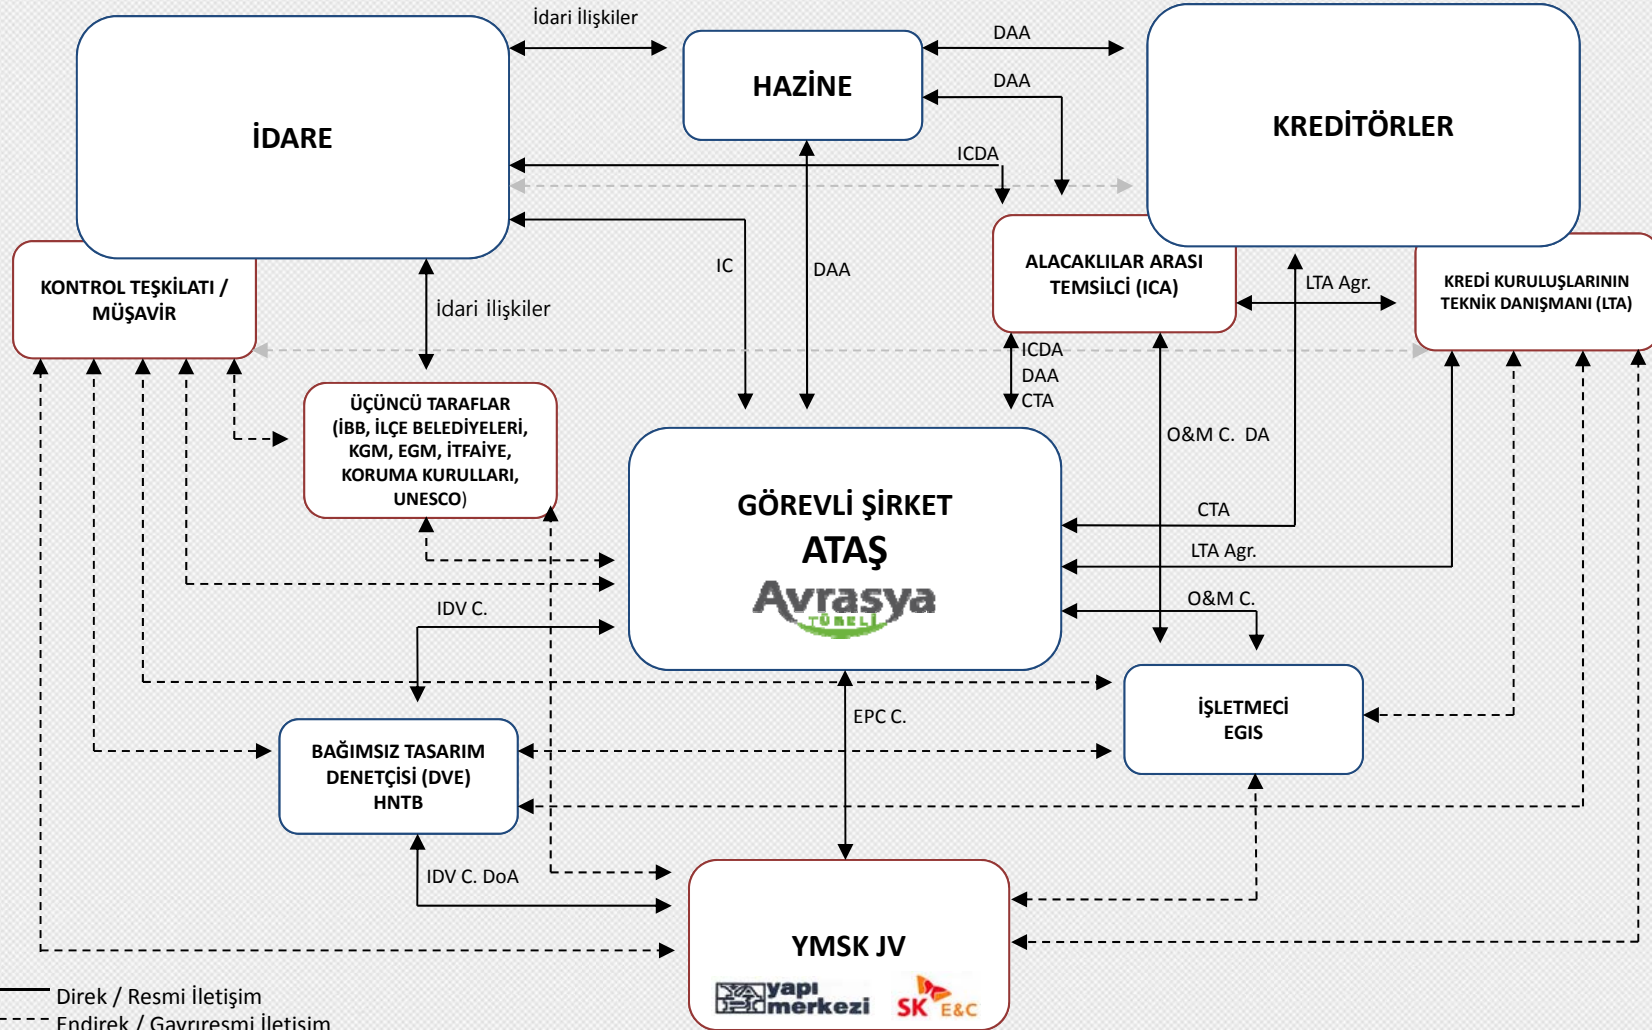 İdari İlişkiler
DAA
HAZİNE
DAA
İDARE
KREDİTÖRLER
ICDA
IC
DAA
ALACAKLILAR ARASI
TEMSİLCİ (ICA)
LTA Agr.
KREDİ KURULUŞLARININ
TEKNİK DANIŞMANI (LTA)
KONTROL TEŞKİLATI /
MÜŞAVİR
İdari İlişkiler
ICDA
DAA
CTA
ÜÇÜNCÜ TARAFLAR
(İBB, İLÇE BELEDİYELERİ,
KGM, EGM, İTFAİYE,
KORUMA KURULLARI,
UNESCO)
O&M C. DA
GÖREVLİ ŞİRKET
ATAŞ
Avrasya
TÜNELİ
CTA
LTA Agr.
O&M C.
IDV C.
EPC C.
İŞLETMECİ
EGIS
BAĞIMSIZ TASARIM
DENETÇİSİ (DVE)
HNTB
IDV C. DoA
YMSK JV
yapı
merkezi
SK E&C
Direk / Resmi İletişim
Endirek / Gayrıresmi İletişim